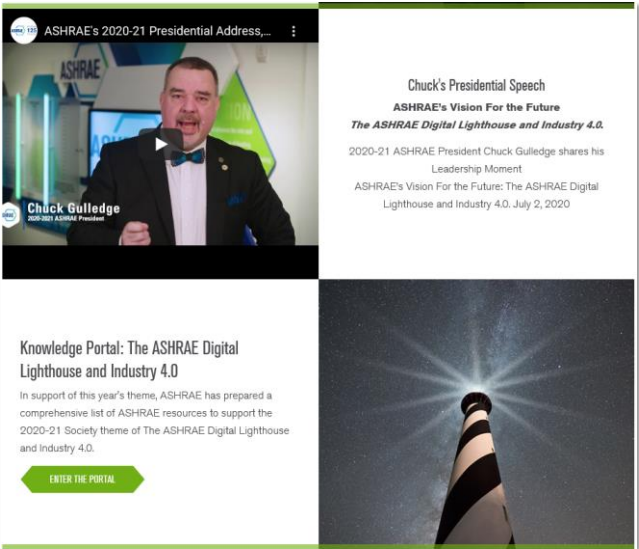 ASHRAE's 2020-21 Presidential Address,...
ASHRAE
ASHRAE
Chuck Gulledge
2020-2021 ASHRAE President
Chuck's Presidential Speech
ASHRAE's Vision For the Future
The ASHRAE Digital Lighthouse and Industry 4.0.
2020-21 ASHRAE President Chuck Gulledge shares his
Leadership Moment
ASHRAE's Vision For the Future: The ASHRAE Digital
Lighthouse and Industry 4.0. July 2, 2020
Knowledge Portal: The ASHRAE Digital
Lighthouse and Industry 4.0
In support of this year's theme, ASHRAE has prepared a
comprehensive list of ASHRAE resources to support the
2020-21 Society theme of The ASHRAE Digital Lighthouse
and Industry 4.0.
ENTER THE PORTAL